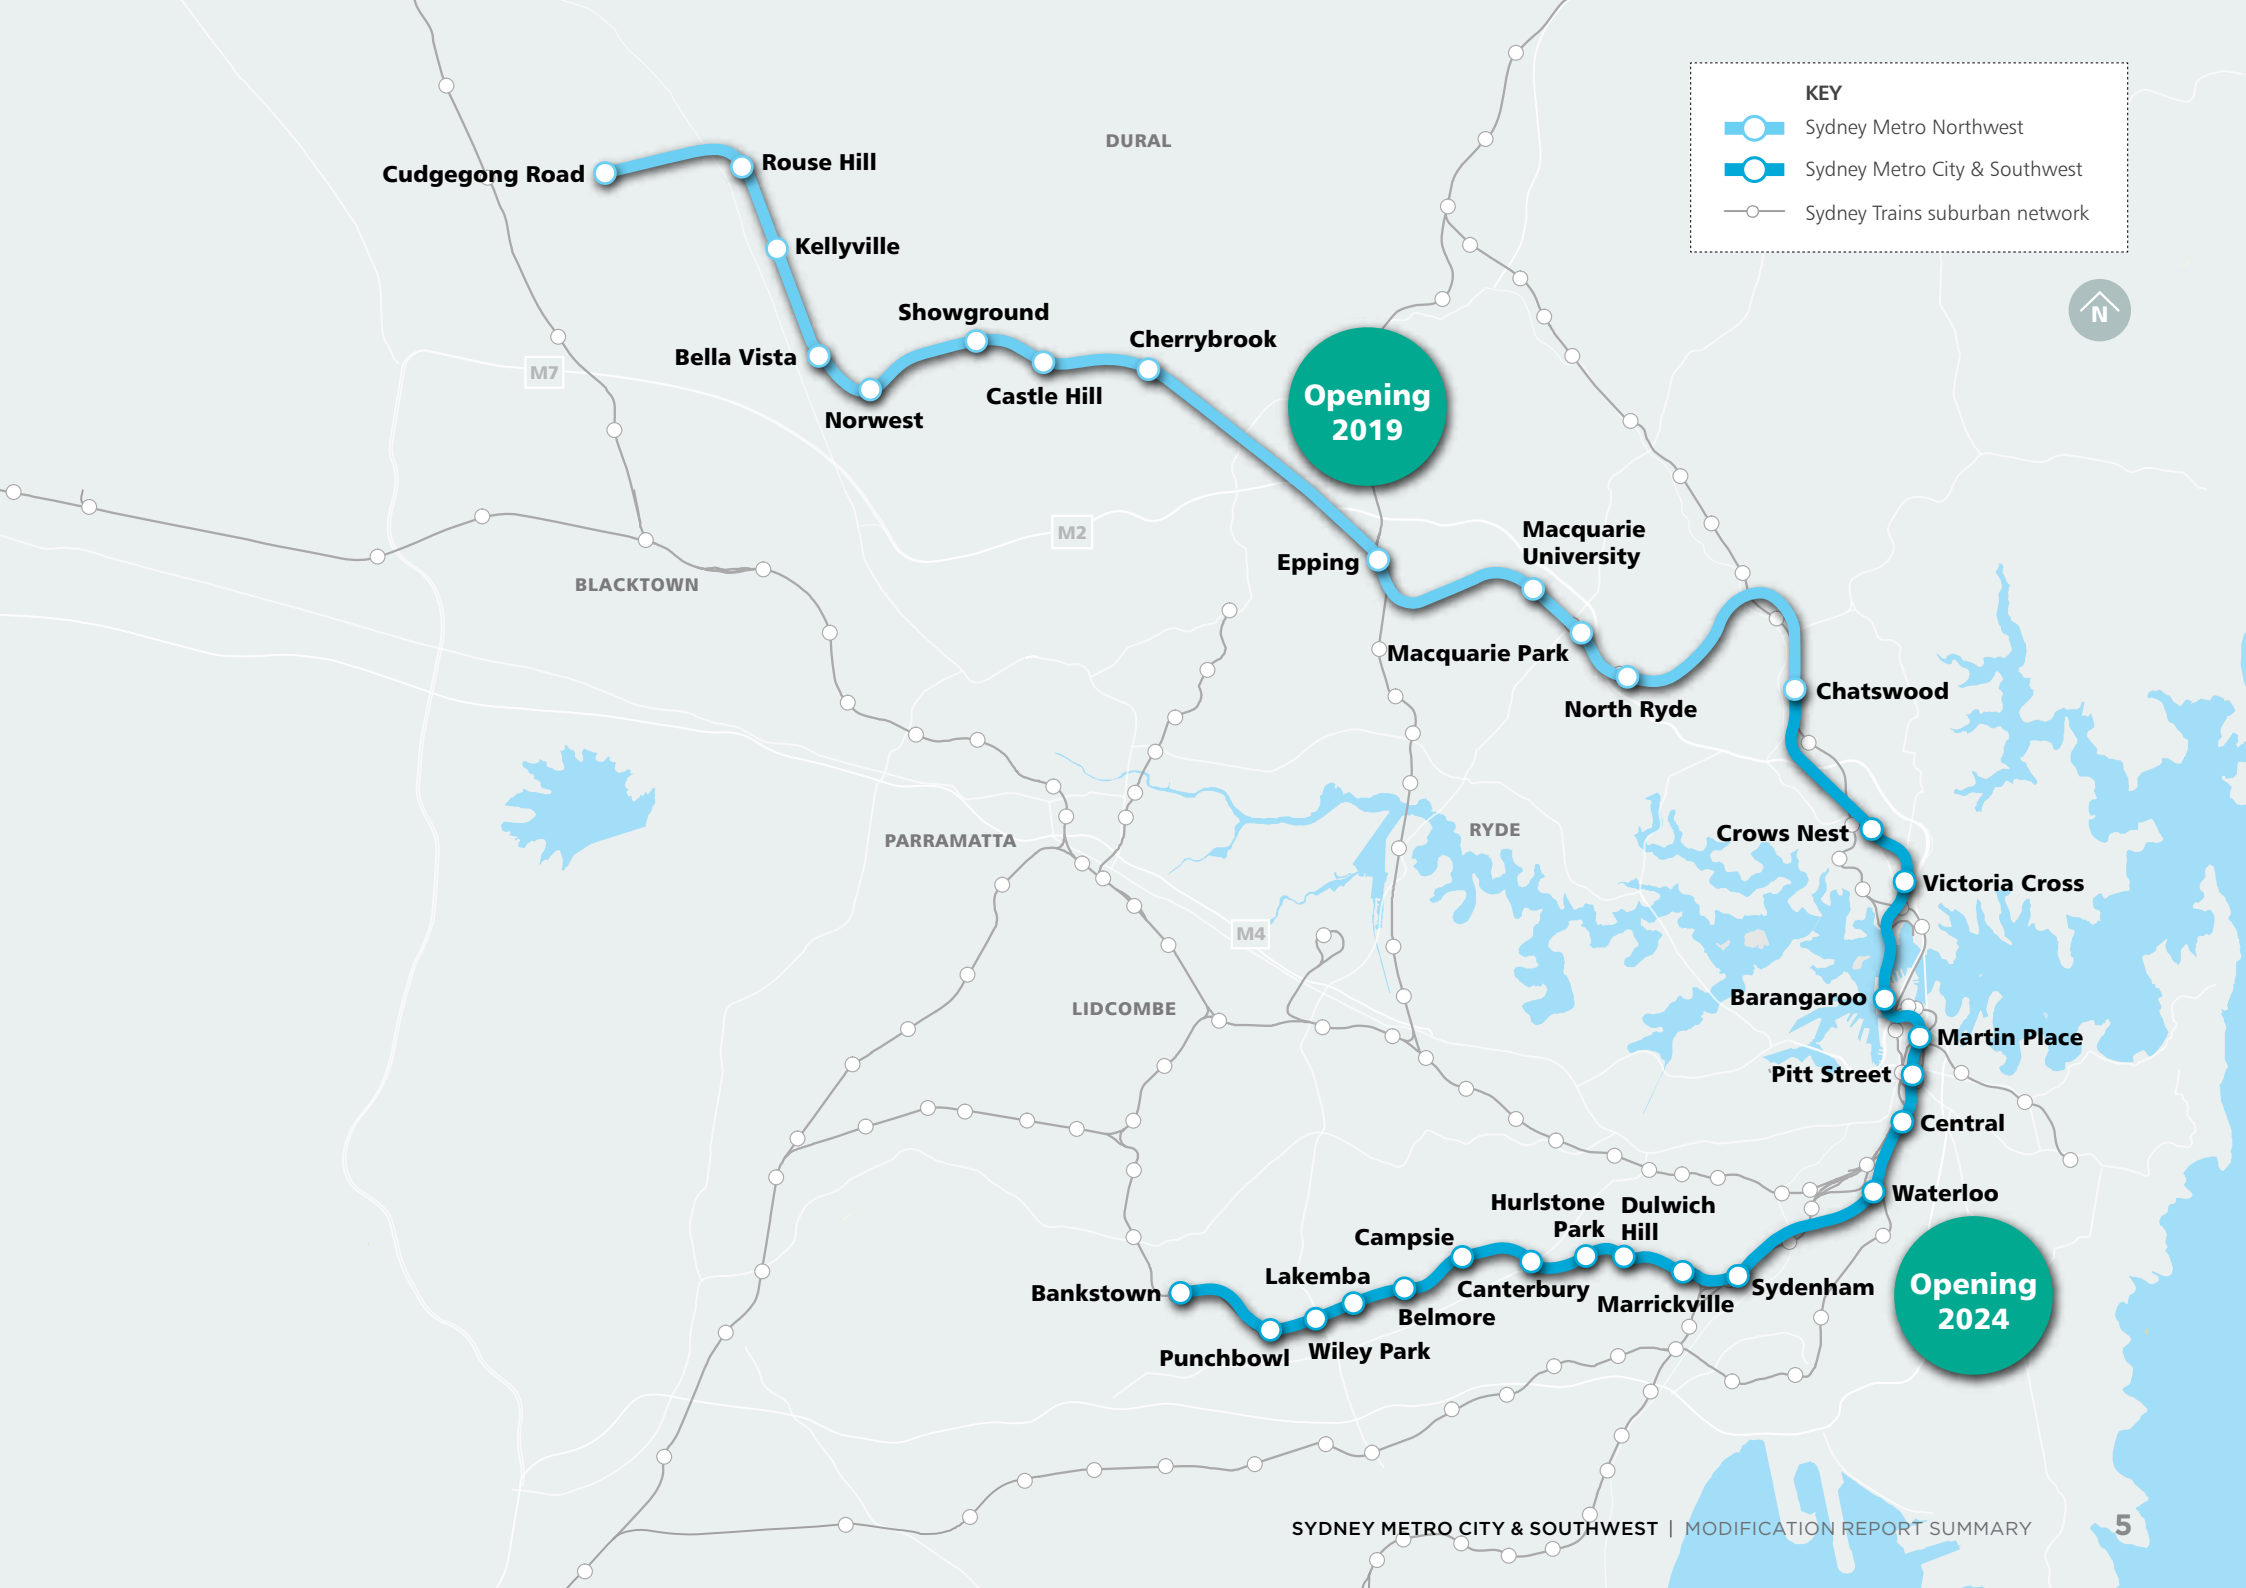 KEY
Sydney Metro Northwest
Sydney Metro City & Southwest
Sydney Trains suburban network
N
DURAL
Cudgegong Road
Rouse Hill
Kellyville
Showground
Bella Vista
Cherrybrook
M7
Castle Hill
Norwest
Opening
2019
M2
Macquarie
University
Epping
BLACKTOWN
Macquarie Park
Chatswood
North Ryde
RYDE
Crows Nest
PARRAMATTA
Victoria Cross
M4
Barangaroo
LIDCOMBE
Martin Place
Pitt Street
Central
Waterloo
Hurlstone
Park
Dulwich
Hill
Campsie
Lakemba
Canterbury
Sydenham
Bankstown
Marrickville
Belmore
Wiley Park
Punchbowl
Opening
2024
SYDNEY METRO CITY & SOUTHWEST | MODIFICATION REPORT SUMMARY 5